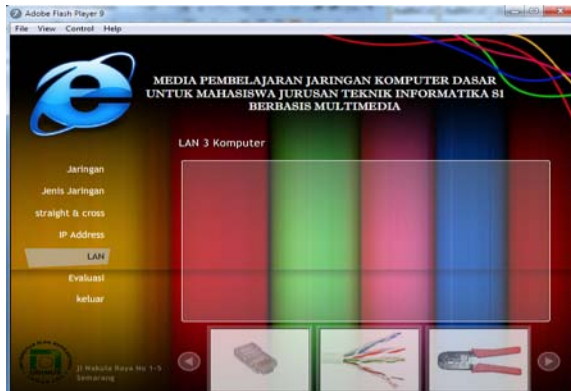 Adobe Flash Player 9
File View Control Help
MEDIA PEMBELAJARAN JARINGAN KOMPUTER DASAR
UNTUK MAHASISWA JURUSAN TEKNIK INFORMATIKA S1
BERBASIS MULTIMEDIA
LAN 3 Komputer
Jaringan
Jenis Jaringan
straight & cross
IP Address
LAN
Evaluasi
keluar
Jl Nakula Raya No 1-5
Semarang